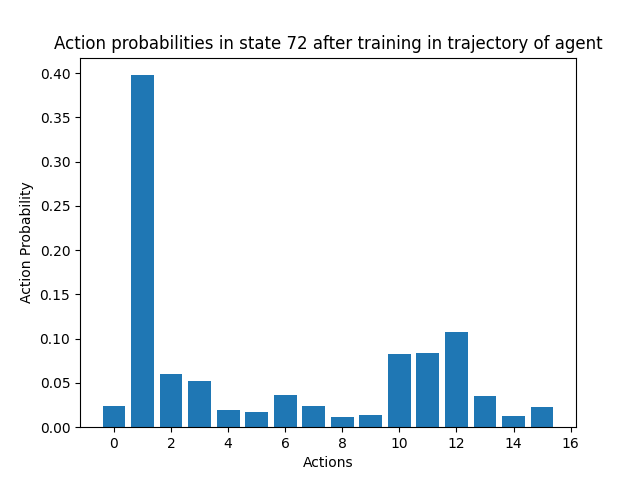 Action probabilities in state 72 after training in trajectory of agent
0.40
0.35
0.30
0.25
0.20
0.15
0.10
0.05
0.00
Action Probability
0 2 4 6 8 10 12 14 16
Actions